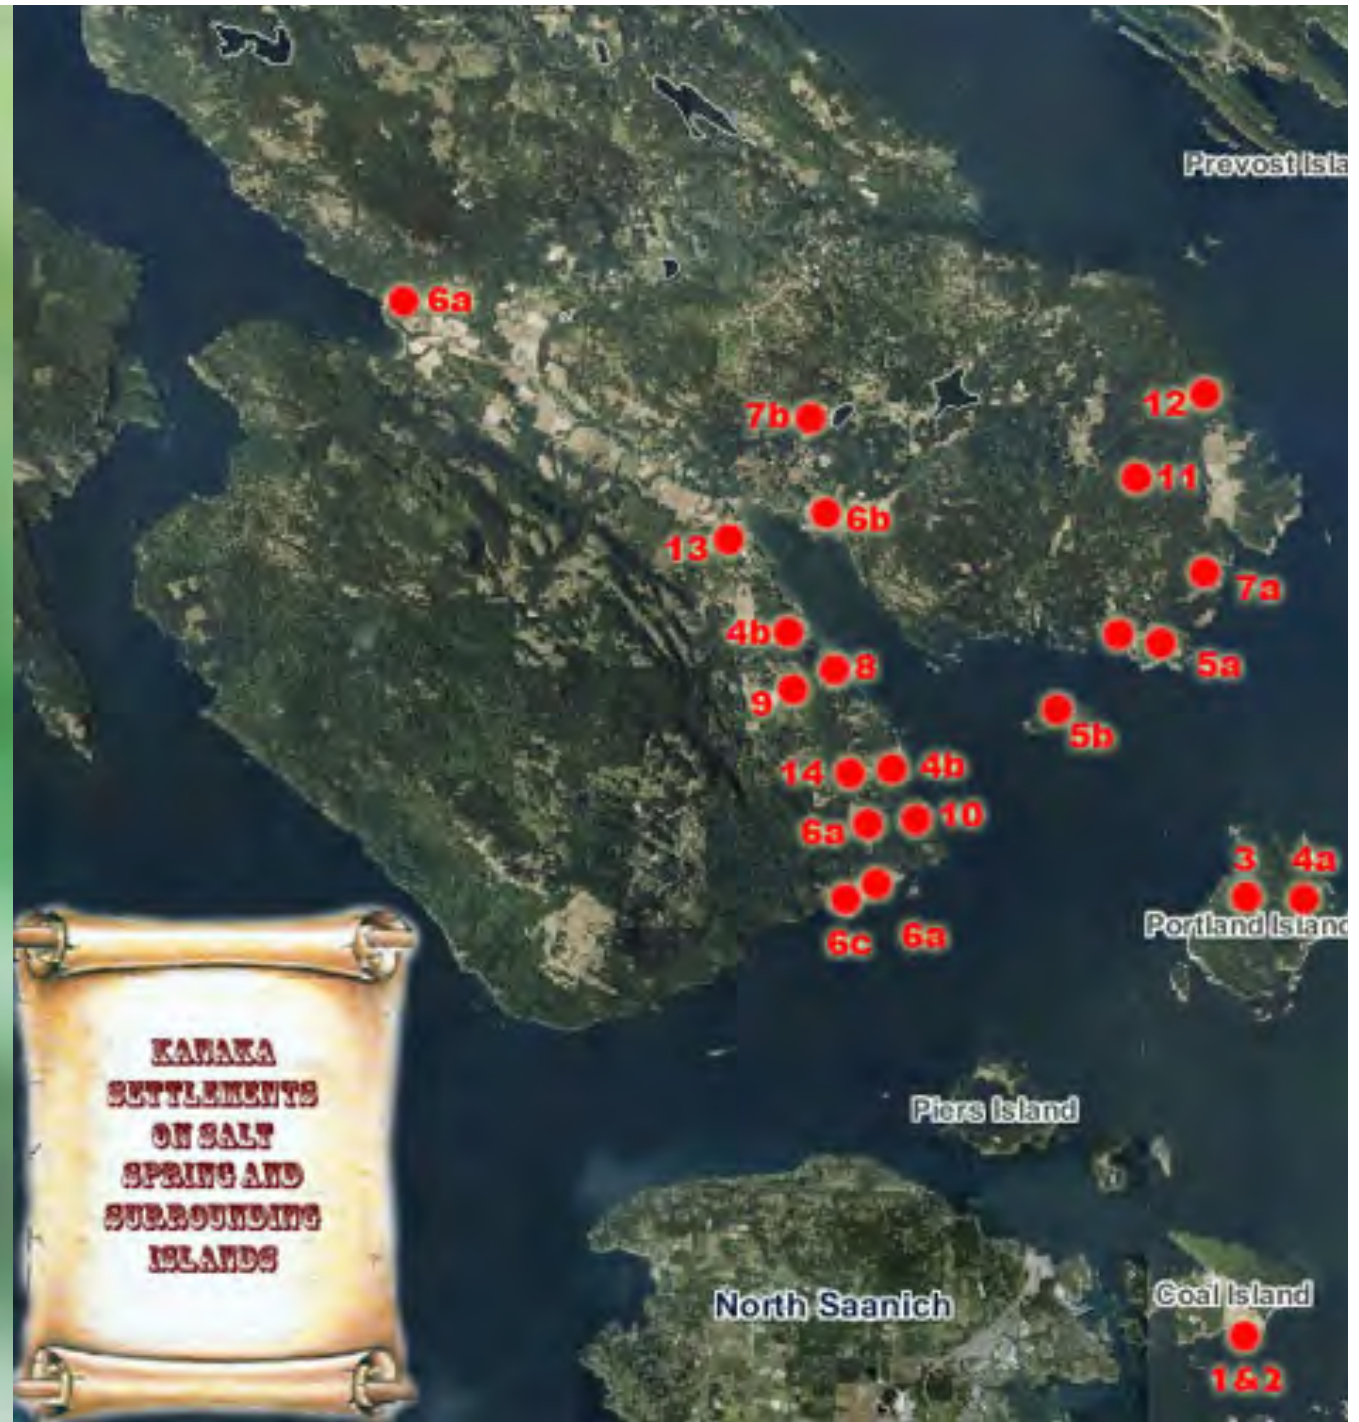 Prevost Isla
6a
12
7b
11
6b
13
7a
4b
8
5a
9
5b
14
4b
6a
10
3
4a
Portland Island
6c
6a
KANAKA
SETTLEMENTS
ON SALT
SPRING AND
SURROUNDING
ISLANDS
Piers Island
North Saanich
Coal Island
1&2